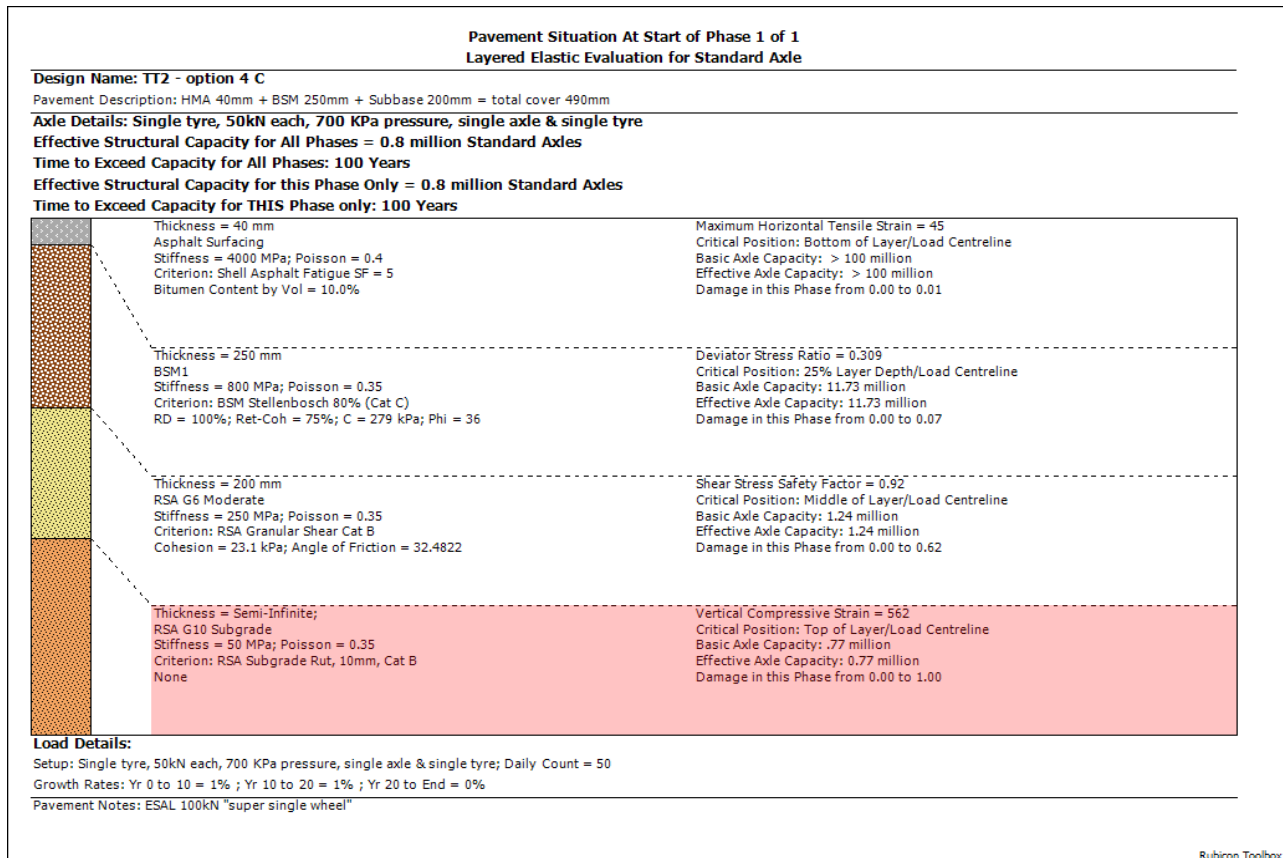 Pavement Situation At Start of Phase 1 of 1
Layered Elastic Evaluation for Standard Axle
Design Name: TT2 - option 4 C
Pavement Description: HMA 40mm + BSM 250mm + Subbase 200mm = total cover 490mm
Axle Details: Single tyre, 50kN each, 700 KPa pressure, single axle & single tyre
Effective Structural Capacity for All Phases = 0.8 million Standard Axles
Time to Exceed Capacity for All Phases: 100 Years
Effective Structural Capacity for this Phase Only = 0.8 million Standard Axles
Time to Exceed Capacity for THIS Phase only: 100 Years
Thickness = 40 mm
Asphalt Surfacing
Stiffness = 4000 MPa; Poisson = 0.4
Criterion: Shell Asphalt Fatigue SF = 5
Bitumen Content by Vol = 10.0%
Maximum Horizontal Tensile Strain = 45
Critical Position: Bottom of Layer/Load Centreline
Basic Axle Capacity:  > 100 million
Effective Axle Capacity:  > 100 million
Damage in this Phase from 0.00 to 0.01
Thickness = 250 mm
BSM1
Stiffness = 800 MPa; Poisson = 0.35
Criterion: BSM Stellenbosch 80% (Cat C)
RD = 100%; Ret-Coh = 75%; C = 279 kPa; Phi = 36
Deviator Stress Ratio = 0.309
Critical Position: 25% Layer Depth/Load Centreline
Basic Axle Capacity: 11.73 million
Effective Axle Capacity: 11.73 million
Damage in this Phase from 0.00 to 0.07
Thickness = 200 mm
RSA G6 Moderate
Stiffness = 250 MPa; Poisson = 0.35
Criterion: RSA Granular Shear Cat B
Cohesion = 23.1 kPa; Angle of Friction = 32.4822
Shear Stress Safety Factor = 0.92
Critical Position: Middle of Layer/Load Centreline
Basic Axle Capacity: 1.24 million
Effective Axle Capacity: 1.24 million
Damage in this Phase from 0.00 to 0.62
Thickness = Semi-Infinite;
RSA G10 Subgrade
Stiffness = 50 MPa; Poisson = 0.35
Criterion: RSA Subgrade Rut, 10mm, Cat B
None
Vertical Compressive Strain = 562
Critical Position: Top of Layer/Load Centreline
Basic Axle Capacity: .77 million
Effective Axle Capacity: 0.77 million
Damage in this Phase from 0.00 to 1.00
Load Details:
Setup: Single tyre, 50kN each, 700 KPa pressure, single axle & single tyre; Daily Count = 50
Growth Rates: Yr 0 to 10 = 1% ; Yr 10 to 20 = 1% ; Yr 20 to End = 0%
Pavement Notes: ESAL 100kN "super single wheel"
Rubicon Toolbox